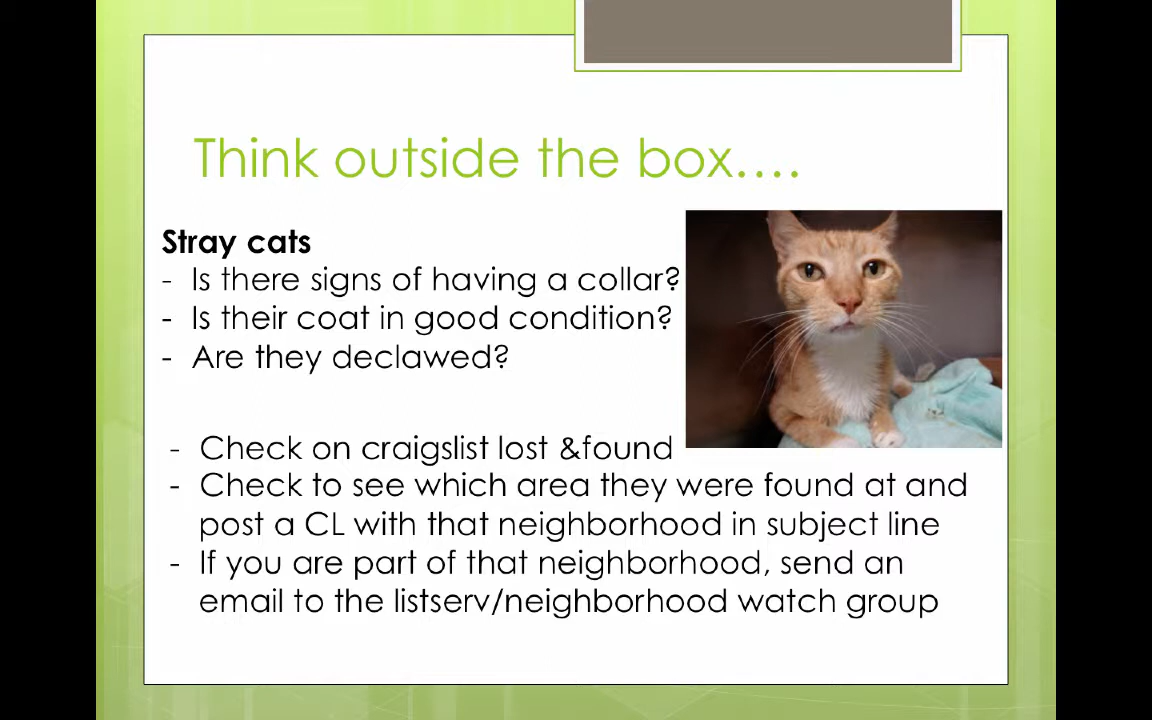 Think outside the box....
Stray cats
- Is there signs of having a collar?
- Is their coat in good condition?
- Are they declawed?
- Check on craigslist lost &found
- Check to see which area they were found at and
post a CL with that neighborhood in subject line
- If you are part of that neighborhood, send an
email to the listserv/neighborhood watch group